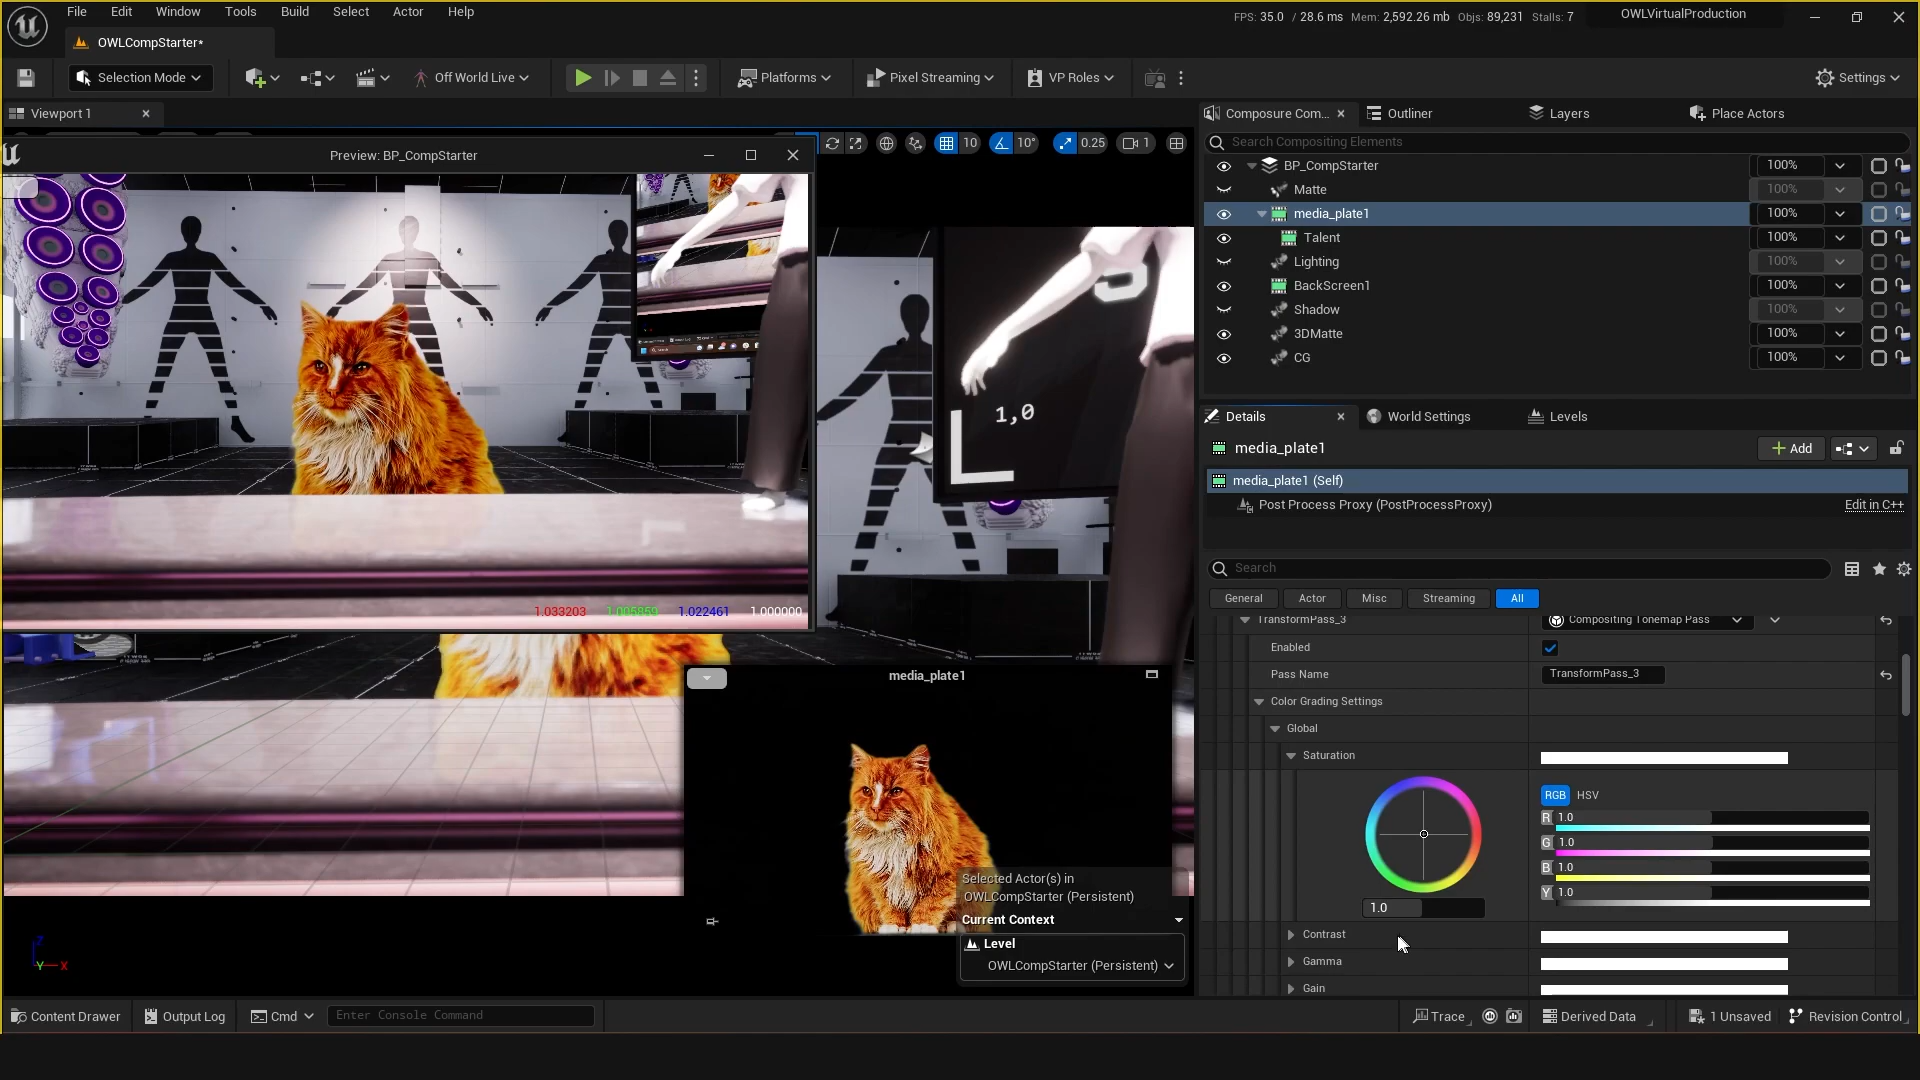 File Edit Window Tools Build Select Actor Help
FPS: 35.0 / 28.6 ms Mem: 2,592.26 mb Objs: 89,231 Stalls: 7
OWLVirtualProduction
OWLCompStarter*
Selection Mode
Off World Live
Platforms
Pixel Streaming
VP Roles
Settings
Viewport 1
10
10°
0.25
1
Preview: BP_CompStarter
1,0
1.033203 1.005859 1.022461 1.000000
media_plate1
Selected Actor(s) in
OWLCompStarter (Persistent)
Current Context
Level
OWLCompStarter (Persistent)
Z
Y X
Composure Com...
Outliner
Layers
Place Actors
Search Compositing Elements
BP_CompStarter 100%
Matte 100%
media_plate1 100%
Talent 100%
Lighting 100%
BackScreen1 100%
Shadow 100%
3DMatte 100%
CG 100%
Details
World Settings
Levels
media_plate1
Add
media_plate1 (Self)
Post Process Proxy (PostProcessProxy) Edit in C++
Search
General Actor Misc Streaming All
TransformPass_3 Compositing Tonemap Pass
Enabled
Pass Name TransformPass_3
Color Grading Settings
Global
Saturation
RGB HSV
R 1.0
G 1.0
B 1.0
Y 1.0
1.0
Contrast
Gamma
Gain
Content Drawer
Output Log
Cmd
Enter Console Command
Trace
Derived Data
1 Unsaved
Revision Control